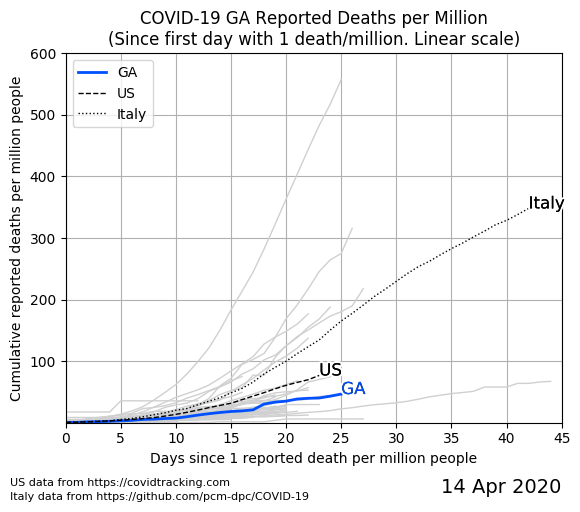 COVID-19 GA Reported Deaths per Million
(Since first day with 1 death/million. Linear scale)
Cumulative reported deaths per million people
600
500
400
300
200
100
GA
US
Italy
Italy
US
GA
0 5 10 15 20 25 30 35 40 45
Days since 1 reported death per million people
US data from https://covidtracking.com
Italy data from https://github.com/pcm-dpc/COVID-19
14 Apr 2020